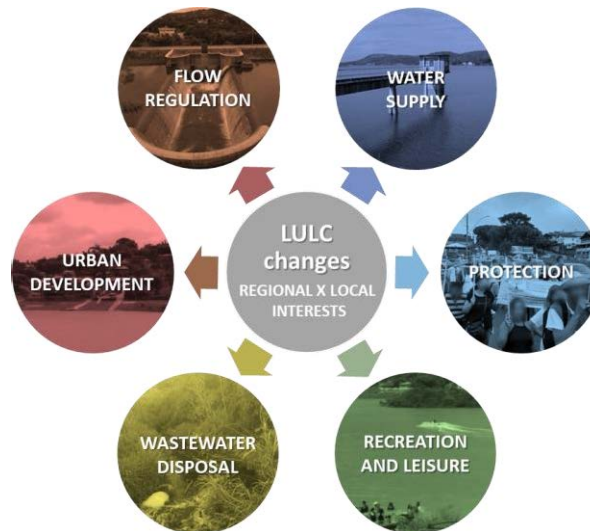 FLOW
REGULATION
WATER
SUPPLY
URBAN
DEVELOPMENT
LULC
changes
REGIONAL X LOCAL
INTERESTS
PROTECTION
WASTEWATER
DISPOSAL
RECREATION
AND LEISURE